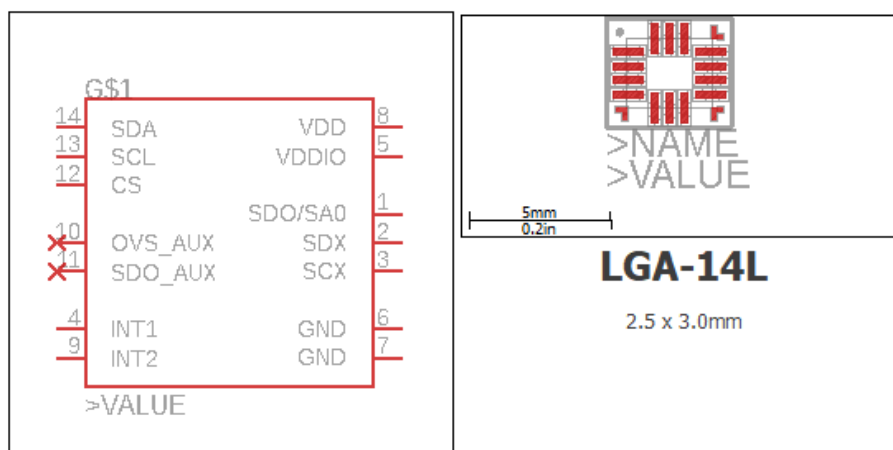 G$1
14 SDA VDD 8
13 SCL VDDIO 5
12 CS
SDO/SA0 1
10 OVS_AUX SDX 2
11 SDO_AUX SCX 3
4 INT1 GND 6
9 INT2 GND 7
>VALUE
>NAME
>VALUE
5mm
0.2in
LGA-14L
2.5 x 3.0mm